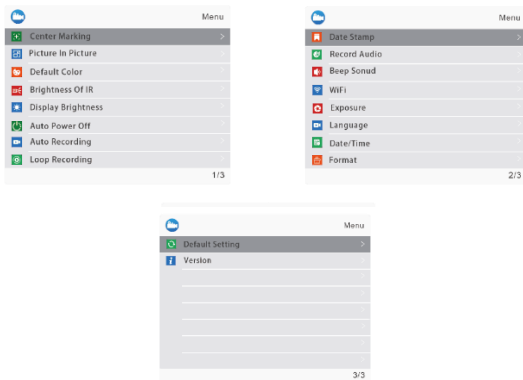 Menu
Center Marking
Picture In Picture
Default Color
Brightness Of IR
Display Brightness
Auto Power Off
Auto Recording
Loop Recording
1/3
Menu
Date Stamp
Record Audio
Beep Sonud
WiFi
Exposure
Language
Date/Time
Format
2/3
Menu
Default Setting
Version
3/3